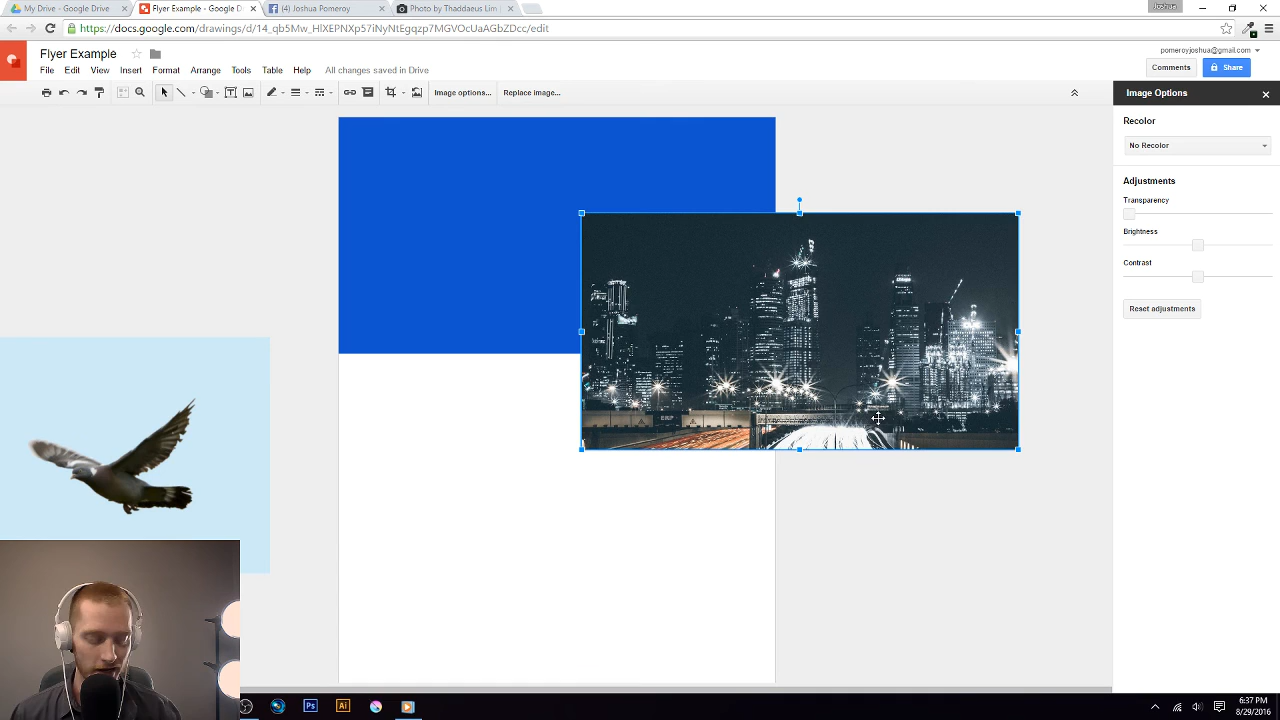 My Drive - Google Drive
Flyer Example - Google D
(4) Joshua Pomeroy
Photo by Thaddaeus Lim
Joshua
https://docs.google.com/drawings/d/14_qb5Mw_HlXEPNXp57iNyNtEgqzp7MGVOcUaAGbZDcc/edit
Flyer Example
pomeroyjoshua@gmail.com
File Edit View Insert Format Arrange Tools Table Help All changes saved in Drive
Comments Share
Image options... Replace image...
Image Options
Recolor
No Recolor
Adjustments
Transparency
Brightness
Contrast
Reset adjustments
Ps Ai
6:37 PM
8/29/2016